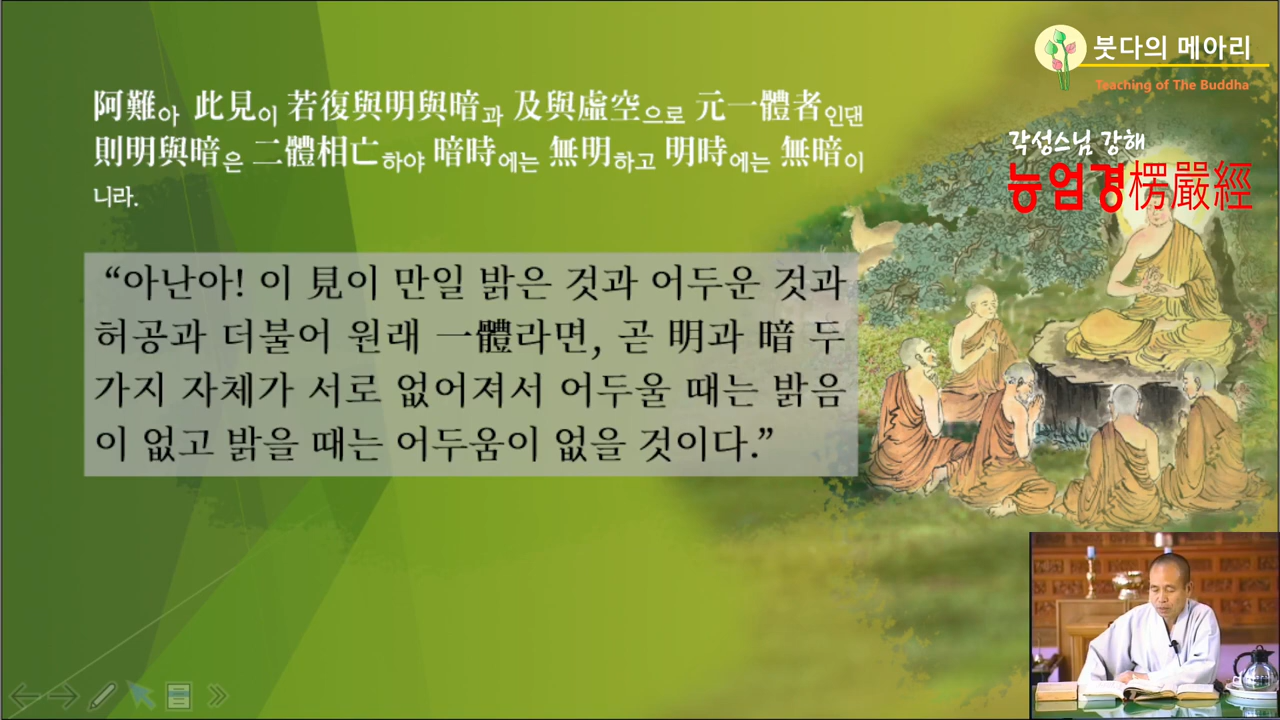 阿難아 此見이 若復與明與暗과 及與虛空으로 元一體者인댄
則明與暗은 二體相亡하야 暗時에는 無明하고 明時에는 無暗이
니라.
“아난아! 이 見이 만일 밝은 것과 어두운 것과
허공과 더불어 원래 一體라면, 곧 明과 暗 두
가지 자체가 서로 없어져서 어두울 때는 밝음
이 없고 밝을 때는 어두움이 없을 것이다.”
붓다의 메아리
Teaching of The Buddha
각성스님 강해
능엄경楞嚴經